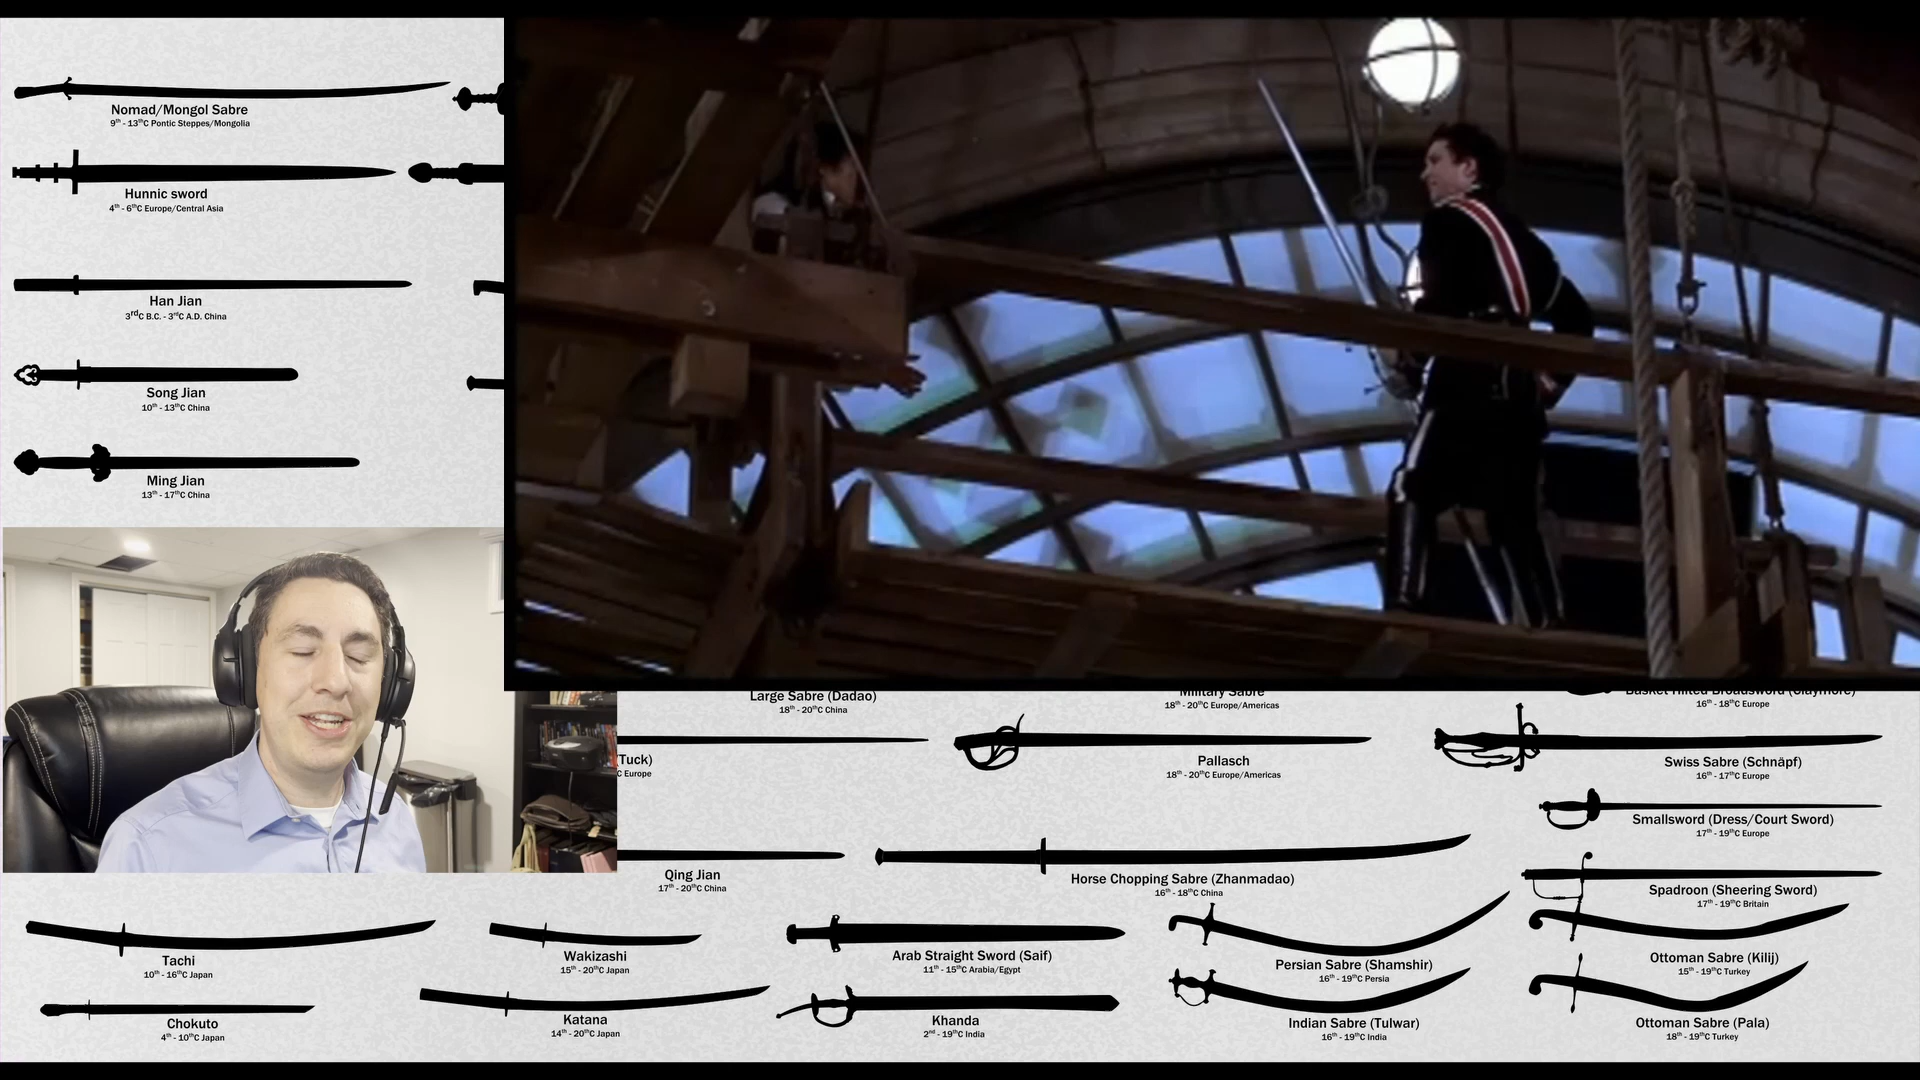 Nomad/Mongol Sabre
9th - 13thC Pontic Steppes/Mongolia
Hunnic sword
4th - 6thC Europe/Central Asia
Han Jian
3rdC B.C. - 3rdC A.D. China
Song Jian
10th - 13thC China
Ming Jian
13th - 17thC China
Large Sabre (Dadao)
18th - 20thC China
Military Sabre
18th - 20thC Europe/Americas
Basket Hilted Broadsword (Claymore)
16th - 18thC Europe
(Tuck)
C Europe
Pallasch
18th - 20thC Europe/Americas
Swiss Sabre (Schnäpf)
16th - 17thC Europe
Smallsword (Dress/Court Sword)
17th - 19thC Europe
Qing Jian
17th - 20thC China
Horse Chopping Sabre (Zhanmadao)
16th - 18thC China
Spadroon (Sheering Sword)
17th - 19thC Britain
Tachi
10th - 16thC Japan
Wakizashi
15th - 20thC Japan
Arab Straight Sword (Saif)
11th - 15thC Arabia/Egypt
Persian Sabre (Shamshir)
16th - 19thC Persia
Ottoman Sabre (Kilij)
15th - 19thC Turkey
Chokuto
4th - 10thC Japan
Katana
14th - 20thC Japan
Khanda
2nd - 19thC India
Indian Sabre (Tulwar)
16th - 19thC India
Ottoman Sabre (Pala)
18th - 19thC Turkey